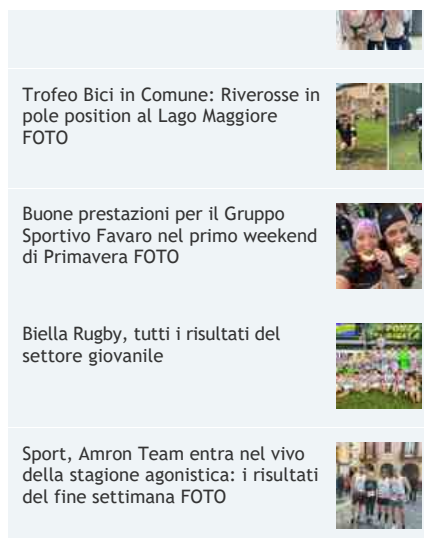 Trofeo Bici in Comune: Riverosse in
pole position al Lago Maggiore
FOTO
Buone prestazioni per il Gruppo
Sportivo Favaro nel primo weekend
di Primavera FOTO
Biella Rugby, tutti i risultati del
settore giovanile
Sport, Amron Team entra nel vivo
della stagione agonistica: i risultati
del fine settimana FOTO